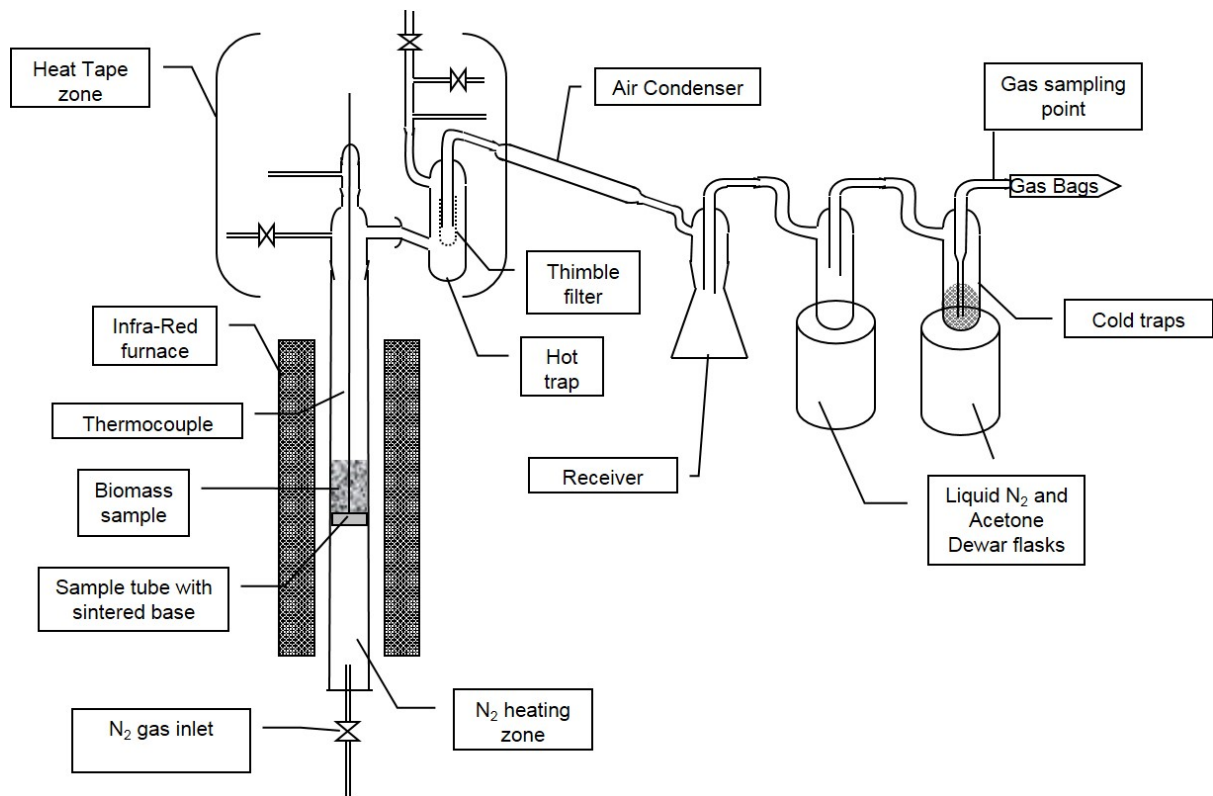 Heat Tape
zone
Air Condenser
Gas sampling
point
Gas Bags
Thimble
filter
Infra-Red
furnace
Hot
trap
Cold traps
Thermocouple
Biomass
sample
Receiver
Liquid N₂ and
Acetone
Dewar flasks
Sample tube with
sintered base
N₂ gas inlet
N₂ heating
zone